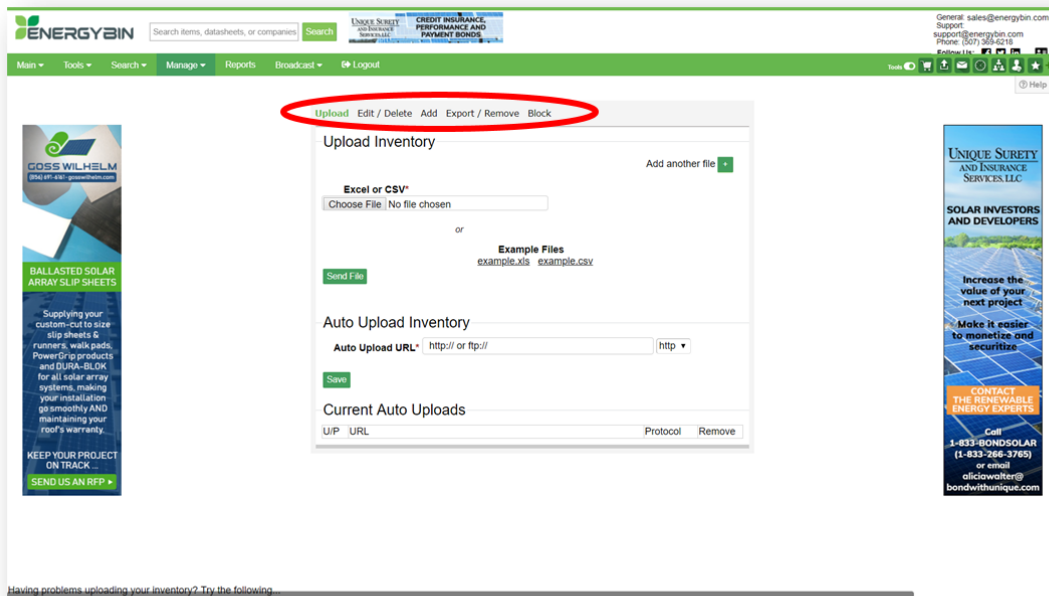 ENERGYBIN
Search items, datasheets, or companies Search
UNIQUE SURETY
AND INSURANCE
SERVICES, LLC
CREDIT INSURANCE,
PERFORMANCE AND
PAYMENT BONDS
General: sales@energybin.com
Support:
support@energybin.com
Phone: (507) 369-6218
Follow Us:
Main Tools Search Manage Reports Broadcast Logout
Tools
Help
Upload Edit / Delete Add Export / Remove Block
Upload Inventory
Add another file +
Excel or CSV*
Choose File No file chosen
or
Example Files
example.xls example.csv
Send File
Auto Upload Inventory
Auto Upload URL* http:// or ftp:// http
Save
Current Auto Uploads
U/P URL Protocol Remove
GOSS WILHELM
BALLASTED SOLAR
ARRAY SLIP SHEETS
Supplying your
custom-cut to size
slip sheets &
runners, walk pads,
PowerGrip products
and DURA-BLOK
for all solar array
systems, making
your installation
go smoothly AND
maintaining your
roof's warranty.
KEEP YOUR PROJECT
ON TRACK ...
SEND US AN RFP
UNIQUE SURETY
AND INSURANCE
SERVICES, LLC
SOLAR INVESTORS
AND DEVELOPERS
Increase the
value of your
next project
Make it easier
to monetize and
securitize
CONTACT
THE RENEWABLE
ENERGY EXPERTS
Call
1-833-BONDSOLAR
(1-833-266-3765)
or email
aliciawalter@
bondwithunique.com
Having problems uploading your inventory? Try the following...